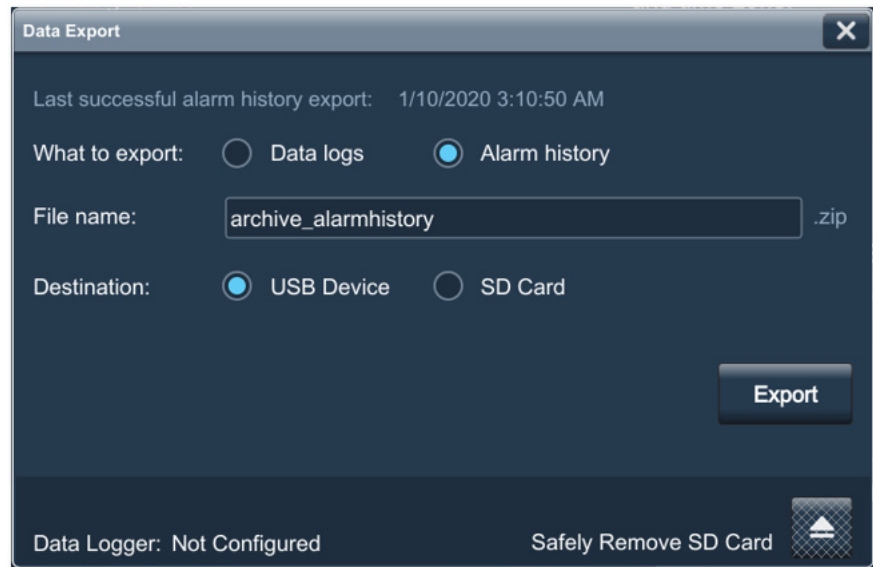 Data Export
Last successful alarm history export: 1/10/2020 3:10:50 AM
What to export: Data logs Alarm history
File name: archive_alarmhistory .zip
Destination: USB Device SD Card
Export
Data Logger: Not Configured Safely Remove SD Card